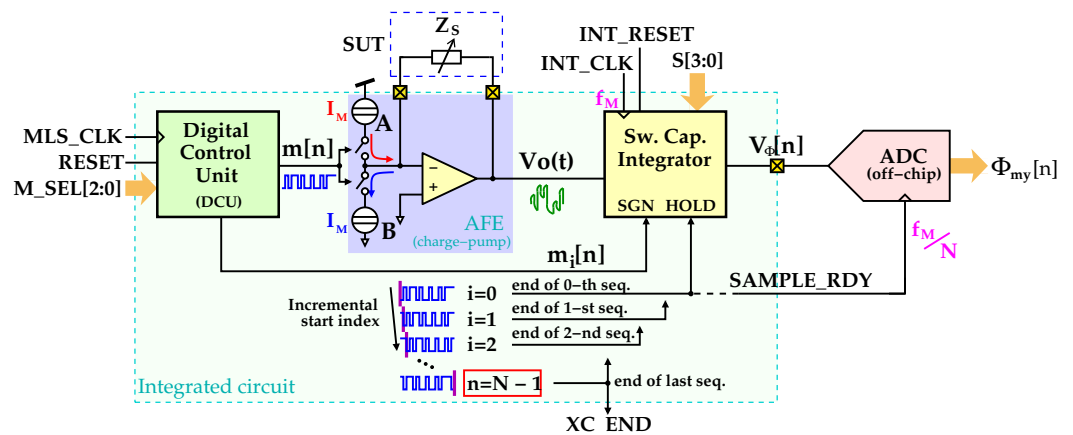 Z_S
SUT
INT_RESET
INT_CLK
S[3:0]
f_M
I_M
A
MLS_CLK
RESET
M_SEL[2:0]
Digital
Control
Unit
(DCU)
m[n]
−
+
I_M
B
AFE
(charge−pump)
Vo(t)
Sw. Cap.
Integrator
SGN HOLD
V_Φ[n]
ADC
(off−chip)
Φ_my[n]
f_M/N
m_i[n]
SAMPLE_RDY
Incremental
start index
i=0 end of 0−th seq.
i=1 end of 1−st seq.
i=2 end of 2−nd seq.
n=N − 1 end of last seq.
Integrated circuit
XC_END